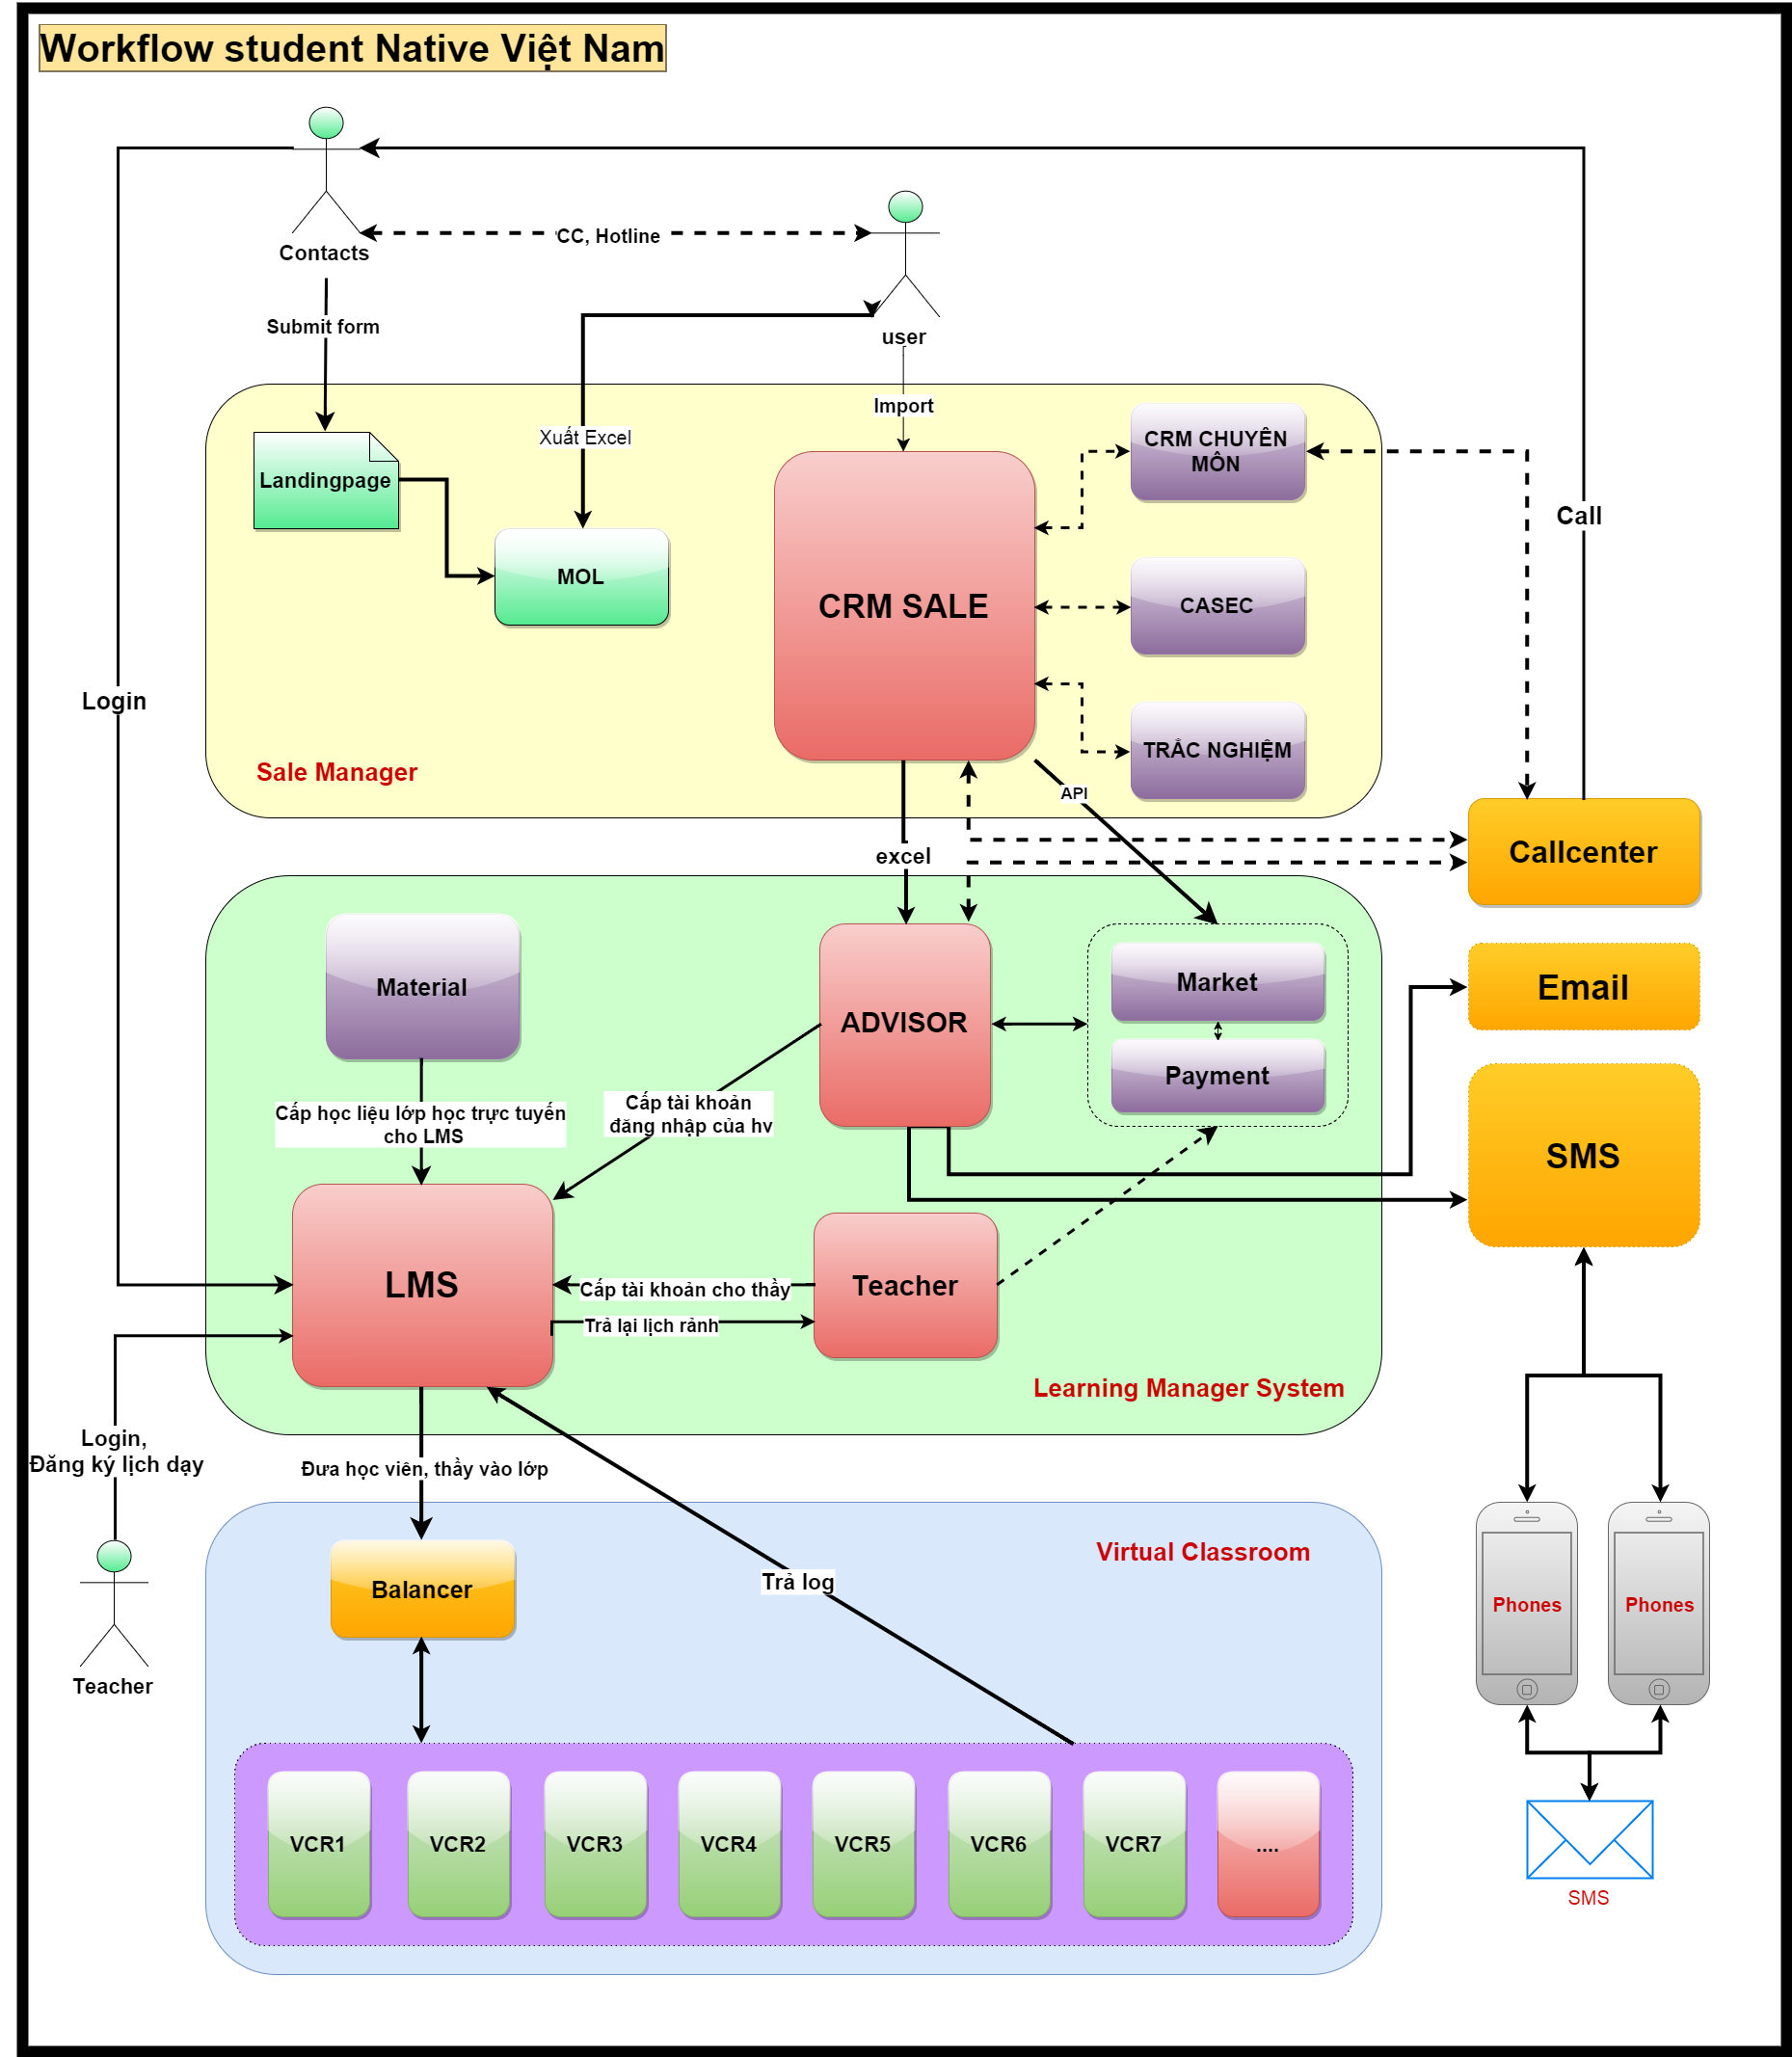 Workflow student Native Việt Nam
Contacts
CC, Hotline
user
Submit form
Import
Xuất Excel
Landingpage
MOL
CRM SALE
CRM CHUYÊN
MÔN
CASEC
TRẮC NGHIỆM
Call
Login
Sale Manager
API
excel
Callcenter
Material
ADVISOR
Market
Payment
Email
SMS
Cấp học liệu lớp học trực tuyến
cho LMS
Cấp tài khoản
đăng nhập của hv
LMS
Cấp tài khoản cho thầy
Trả lại lịch rảnh
Teacher
Learning Manager System
Login,
Đăng ký lịch dạy
Đưa học viên, thầy vào lớp
Virtual Classroom
Balancer
Trả log
Teacher
Phones
Phones
VCR1
VCR2
VCR3
VCR4
VCR5
VCR6
VCR7
....
SMS